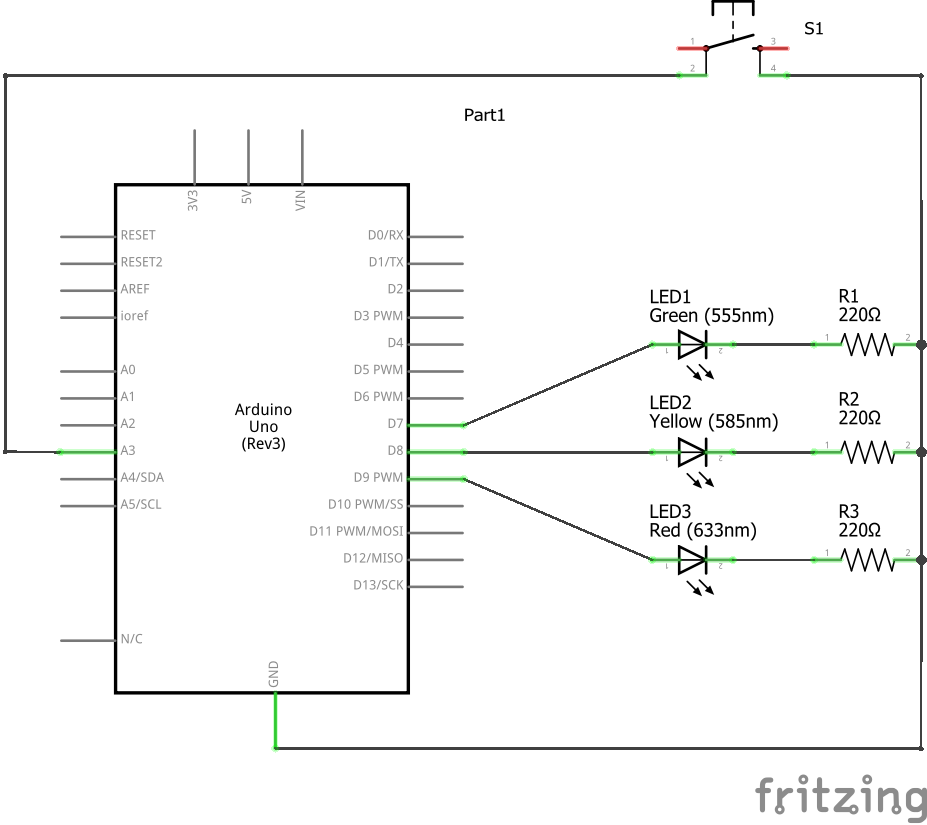 S1
1
3
2
4
Part1
3V3
5V
VIN
RESET
D0/RX
RESET2
D1/TX
AREF
D2
ioref
D3 PWM
D4
A0
D5 PWM
A1
D6 PWM
A2
D7
A3
D8
A4/SDA
D9 PWM
A5/SCL
D10 PWM/SS
D11 PWM/MOSI
D12/MISO
D13/SCK
N/C
GND
Arduino
Uno
(Rev3)
LED1
Green (555nm)
1
2
R1
220Ω
1
2
LED2
Yellow (585nm)
1
2
R2
220Ω
1
2
LED3
Red (633nm)
1
2
R3
220Ω
1
2
fritzing